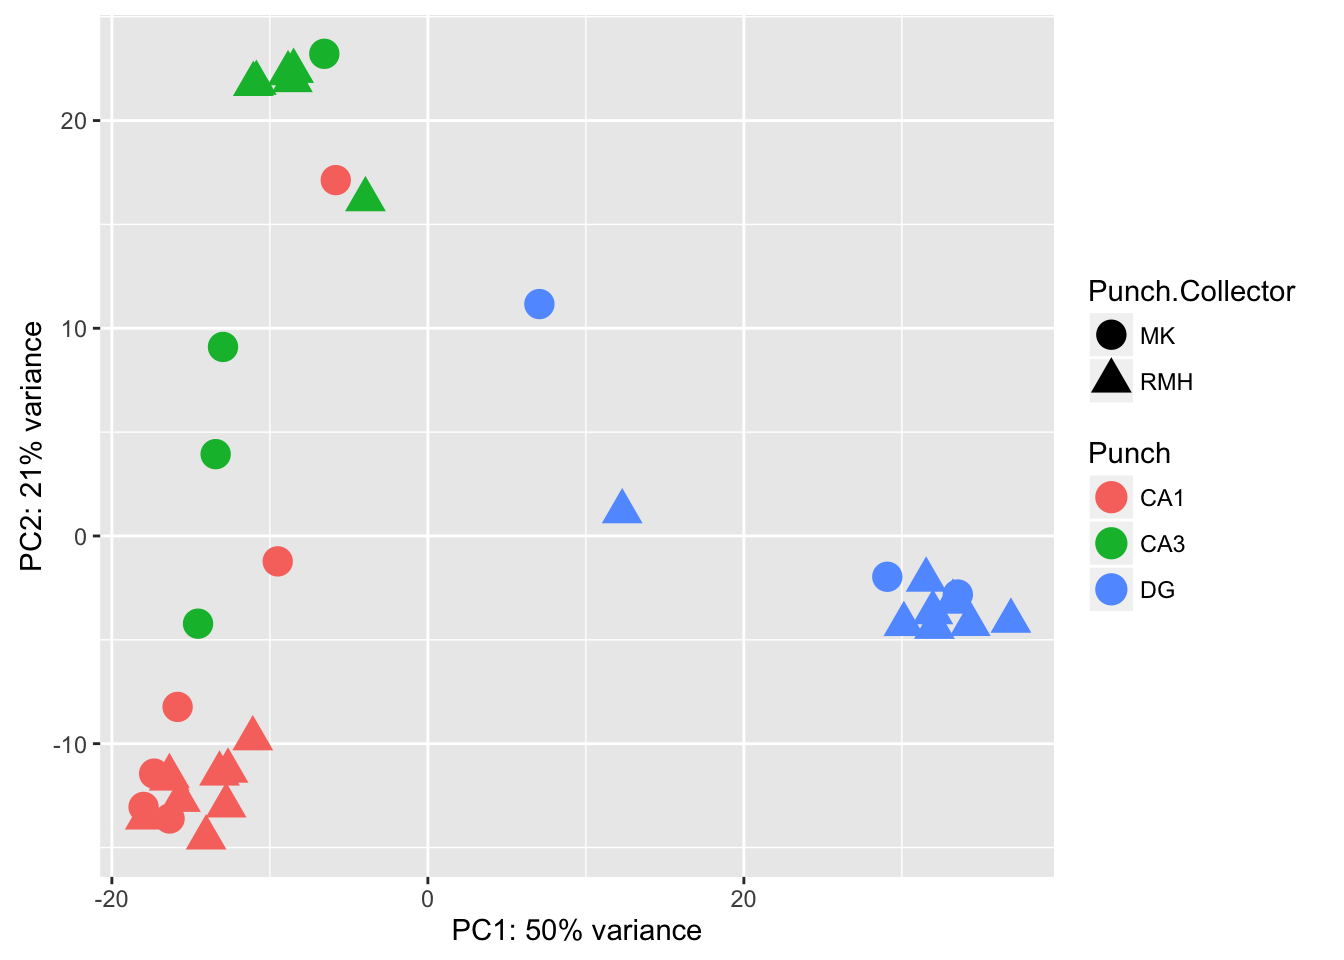 20
10
0
-10
-20
0
20
PC1: 50% variance
PC2: 21% variance
Punch.Collector
MK
RMH
Punch
CA1
CA3
DG